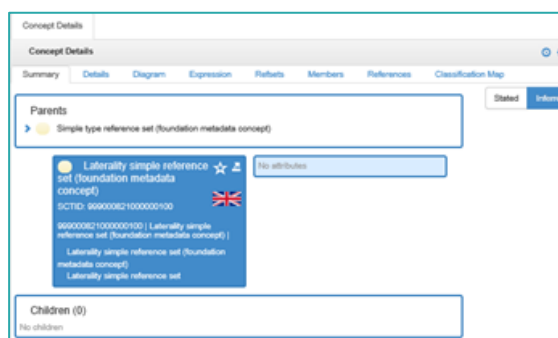 Concept Details
Concept Details
Summary Details Diagram Expression Refsets Members References Classification Map
Parents
Stated
Simple type reference set (foundation metadata concept)
Laterality simple reference
set (foundation metadata
concept)
No attributes
SCTID: 999000821000000100
999000821000000100 | Laterality simple
reference set (foundation metadata concept) |
Laterality simple reference set (foundation
metadata concept)
Laterality simple reference set
Children (0)
No children